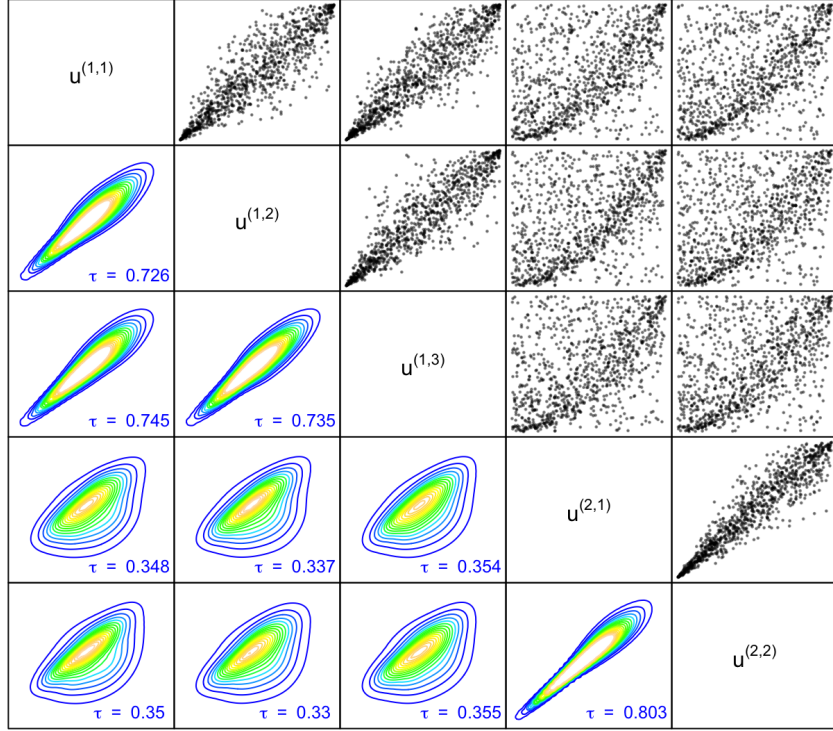 u^(1,1)
u^(1,2)
τ = 0.726
u^(1,3)
τ = 0.745
τ = 0.735
u^(2,1)
τ = 0.348
τ = 0.337
τ = 0.354
u^(2,2)
τ = 0.35
τ = 0.33
τ = 0.355
τ = 0.803